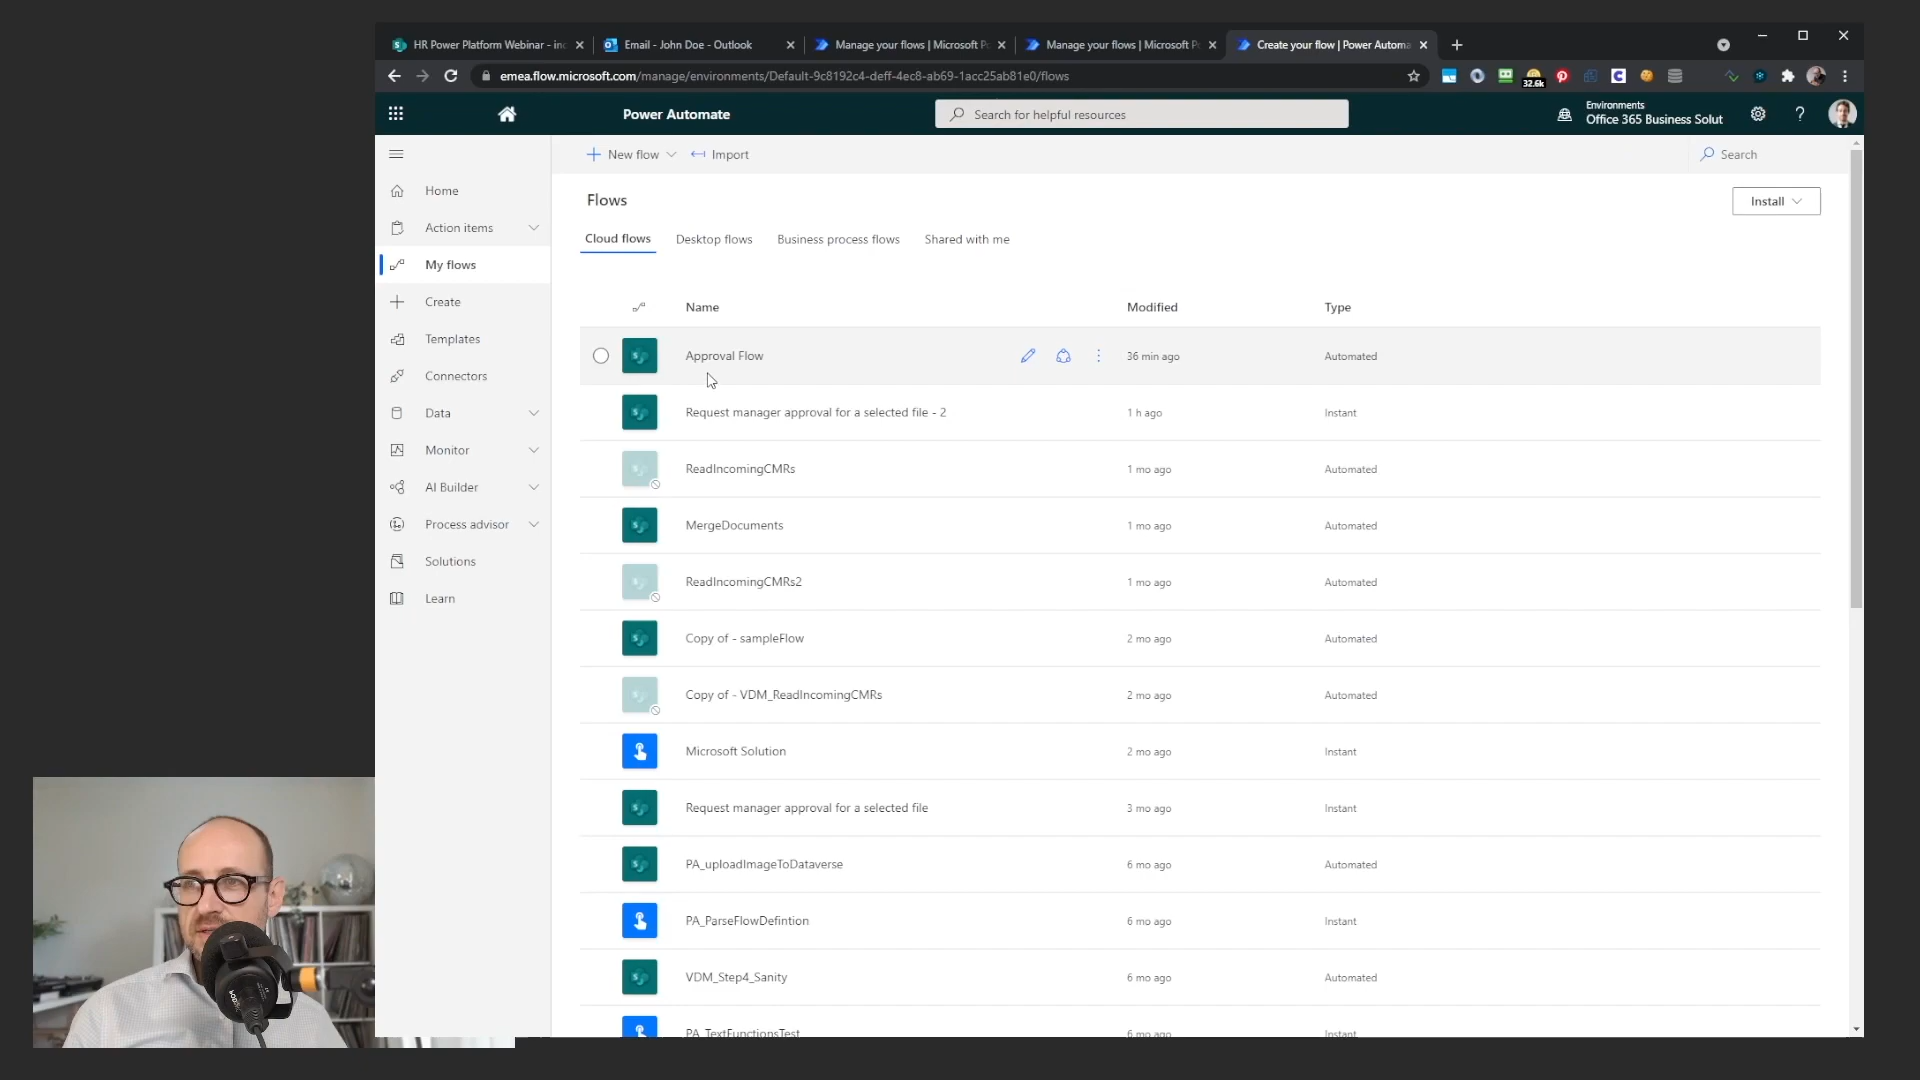 HR Power Platform Webinar - in
Email - John Doe - Outlook
Manage your flows | Microsoft P
Manage your flows | Microsoft P
Create your flow | Power Automa
emea.flow.microsoft.com/manage/environments/Default-9c8192c4-deff-4ec8-ab69-1acc25ab81e0/flows
32.6k
Power Automate
Search for helpful resources
Environments
Office 365 Business Solut
New flow
Import
Search
Home
Action items
My flows
Create
Templates
Connectors
Data
Monitor
AI Builder
Process advisor
Solutions
Learn
Flows
Install
Cloud flows Desktop flows Business process flows Shared with me
Name Modified Type
Approval Flow 36 min ago Automated
Request manager approval for a selected file - 2 1 h ago Instant
ReadIncomingCMRs 1 mo ago Automated
MergeDocuments 1 mo ago Automated
ReadIncomingCMRs2 1 mo ago Automated
Copy of - sampleFlow 2 mo ago Automated
Copy of - VDM_ReadIncomingCMRs 2 mo ago Automated
Microsoft Solution 2 mo ago Instant
Request manager approval for a selected file 3 mo ago Instant
PA_uploadImageToDataverse 6 mo ago Automated
PA_ParseFlowDefintion 6 mo ago Instant
VDM_Step4_Sanity 6 mo ago Automated
PA_TextFunctionsTest 6 mo ago Instant